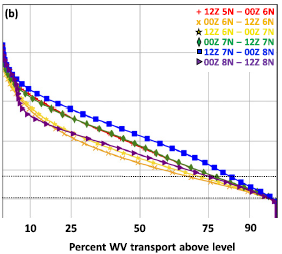 (b)
+ 12Z 5N – 00Z 6N
× 00Z 6N – 12Z 6N
☆ 12Z 6N – 00Z 7N
♦ 00Z 7N – 12Z 7N
■ 12Z 7N – 00Z 8N
▶ 00Z 8N – 12Z 8N
10 25 50 75 90
Percent WV transport above level